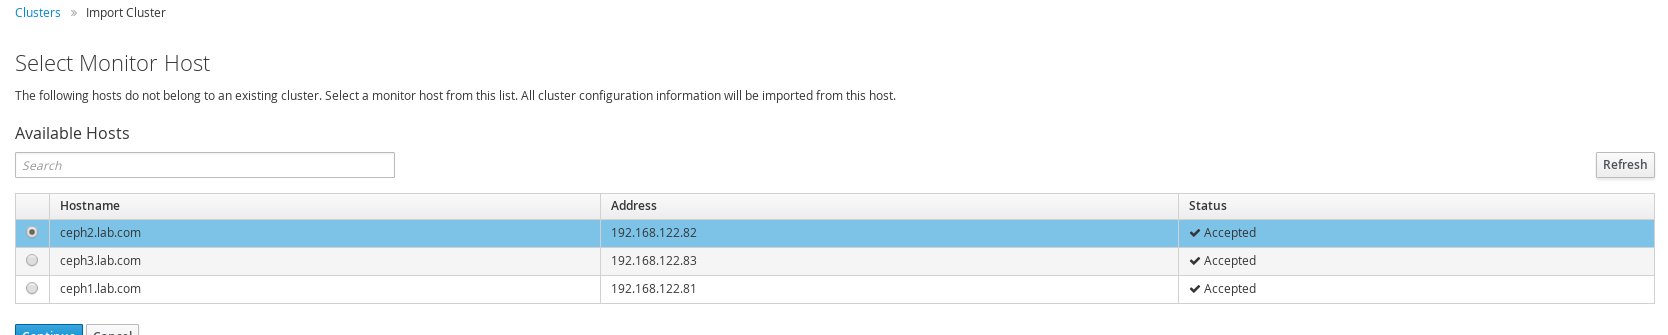 Clusters » Import Cluster
Select Monitor Host
The following hosts do not belong to an existing cluster. Select a monitor host from this list. All cluster configuration information will be imported from this host.
Available Hosts
Search
Refresh
Hostname Address Status
ceph2.lab.com 192.168.122.82 ✔ Accepted
ceph3.lab.com 192.168.122.83 ✔ Accepted
ceph1.lab.com 192.168.122.81 ✔ Accepted
Continue Cancel